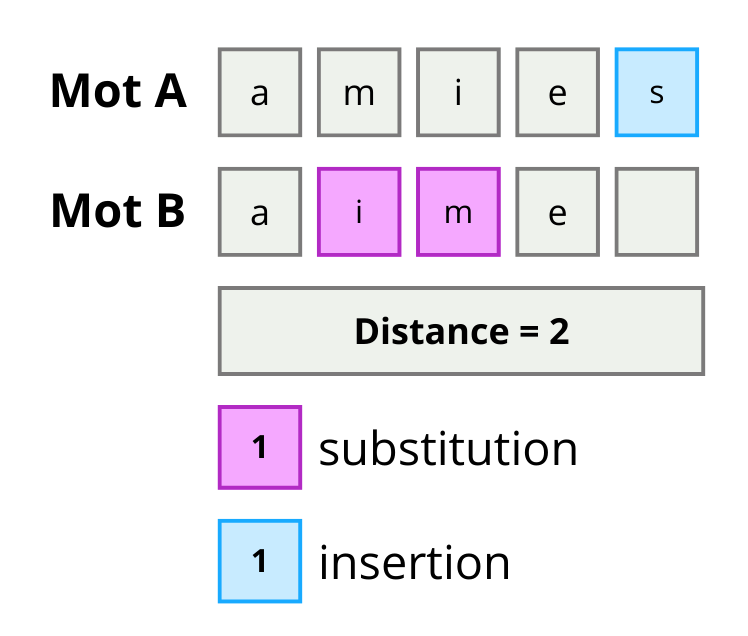 Mot A a m i e s
Mot B a i m e
Distance = 2
1 substitution
1 insertion